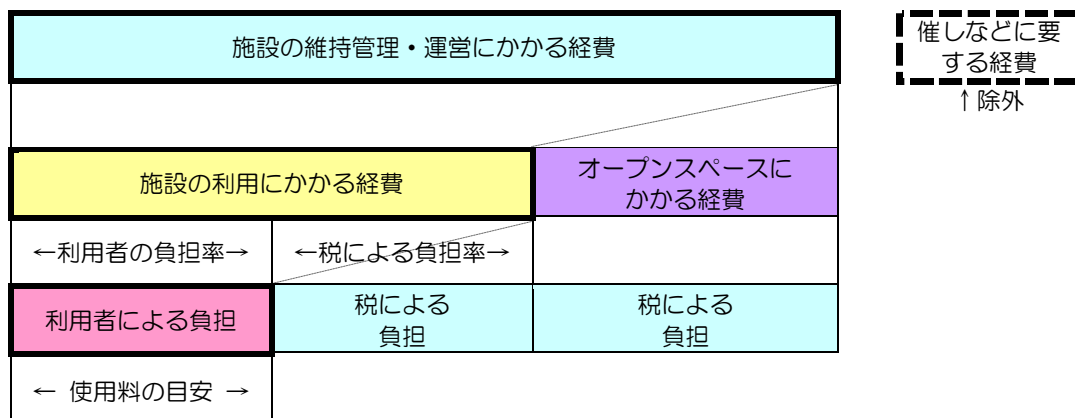 施設の維持管理・運営にかかる経費
催しなどに要
する経費
↑除外
施設の利用にかかる経費
オープンスペースに
かかる経費
←利用者の負担率→
←税による負担率→
利用者による負担
税による
負担
税による
負担
← 使用料の目安 →